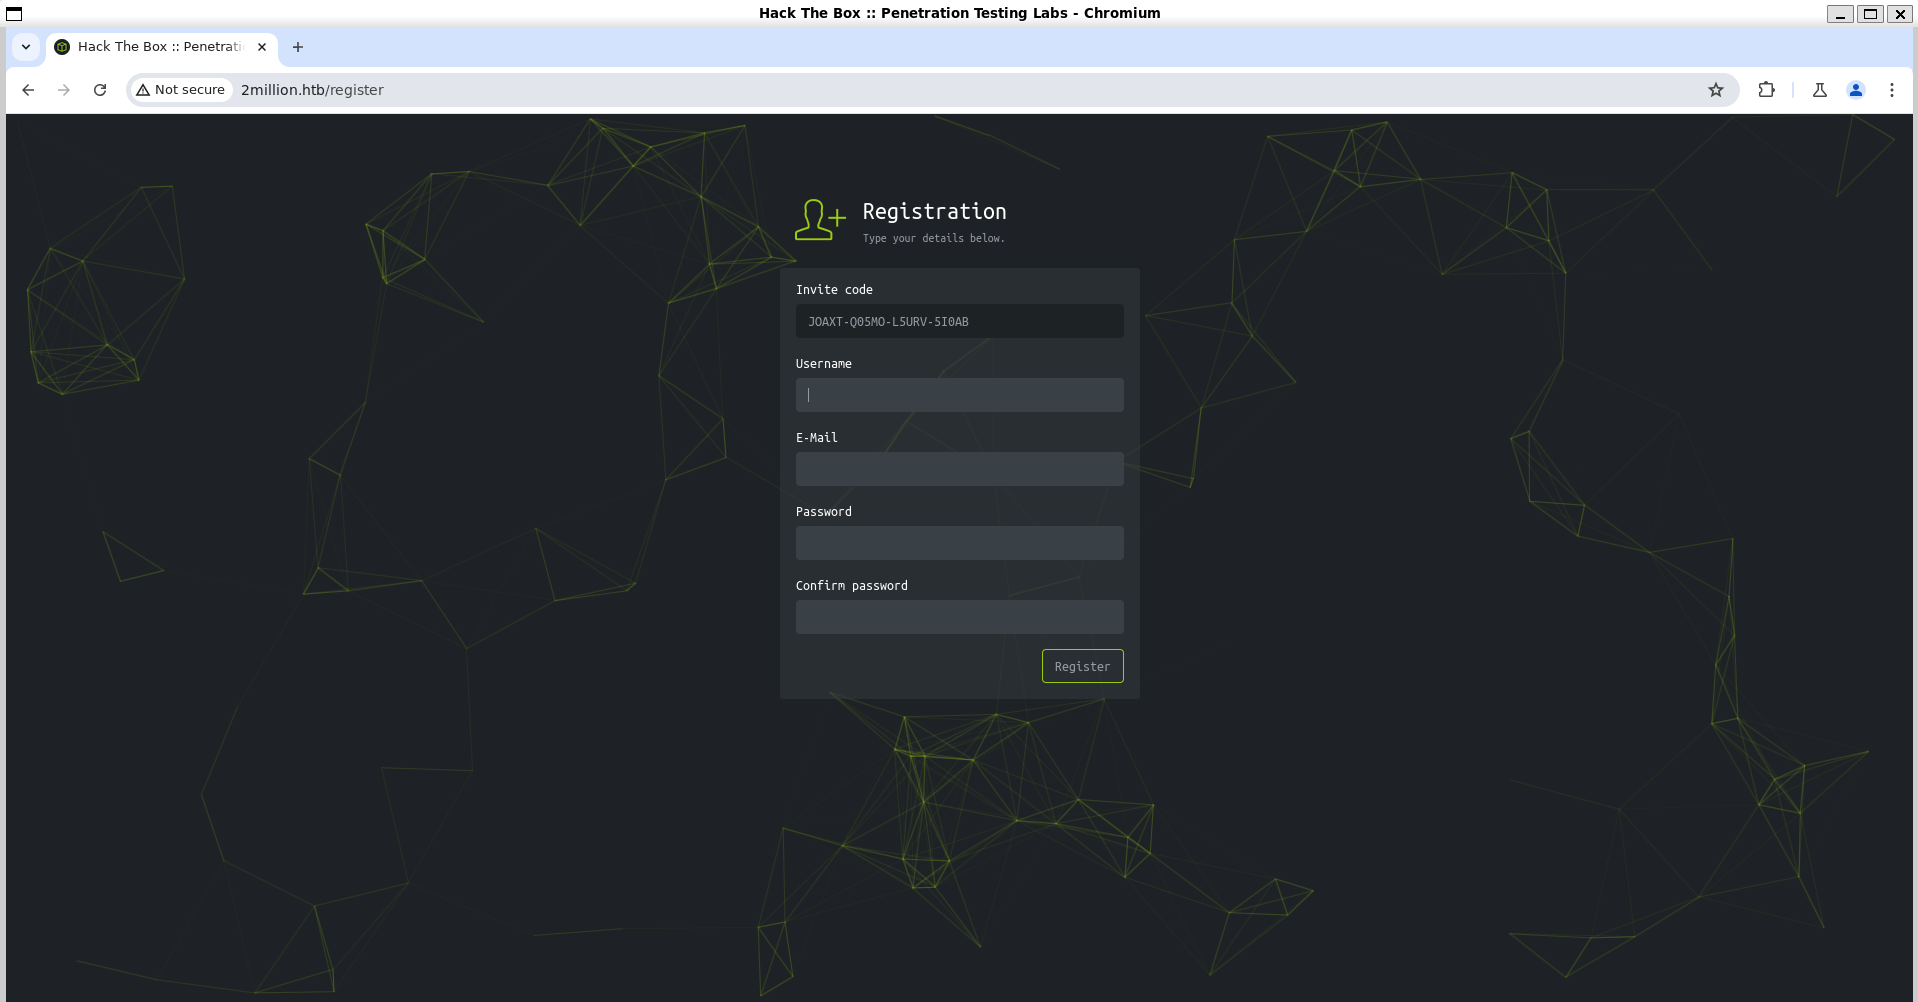 Hack The Box :: Penetration Testing Labs - Chromium
Hack The Box :: Penetrati
Not secure
2million.htb/register
Registration
Type your details below.
Invite code
JOAXT-Q05MO-L5URV-5I0AB
Username
E-Mail
Password
Confirm password
Register